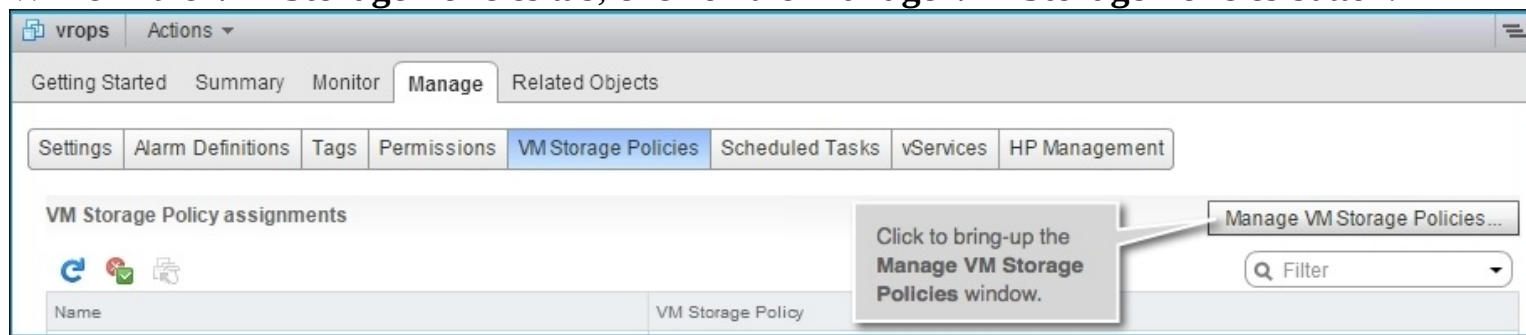 vrops Actions
Getting Started Summary Monitor Manage Related Objects
Settings Alarm Definitions Tags Permissions VM Storage Policies Scheduled Tasks vServices HP Management
VM Storage Policy assignments
Manage VM Storage Policies...
Click to bring-up the
Manage VM Storage
Policies window.
Filter
Name VM Storage Policy